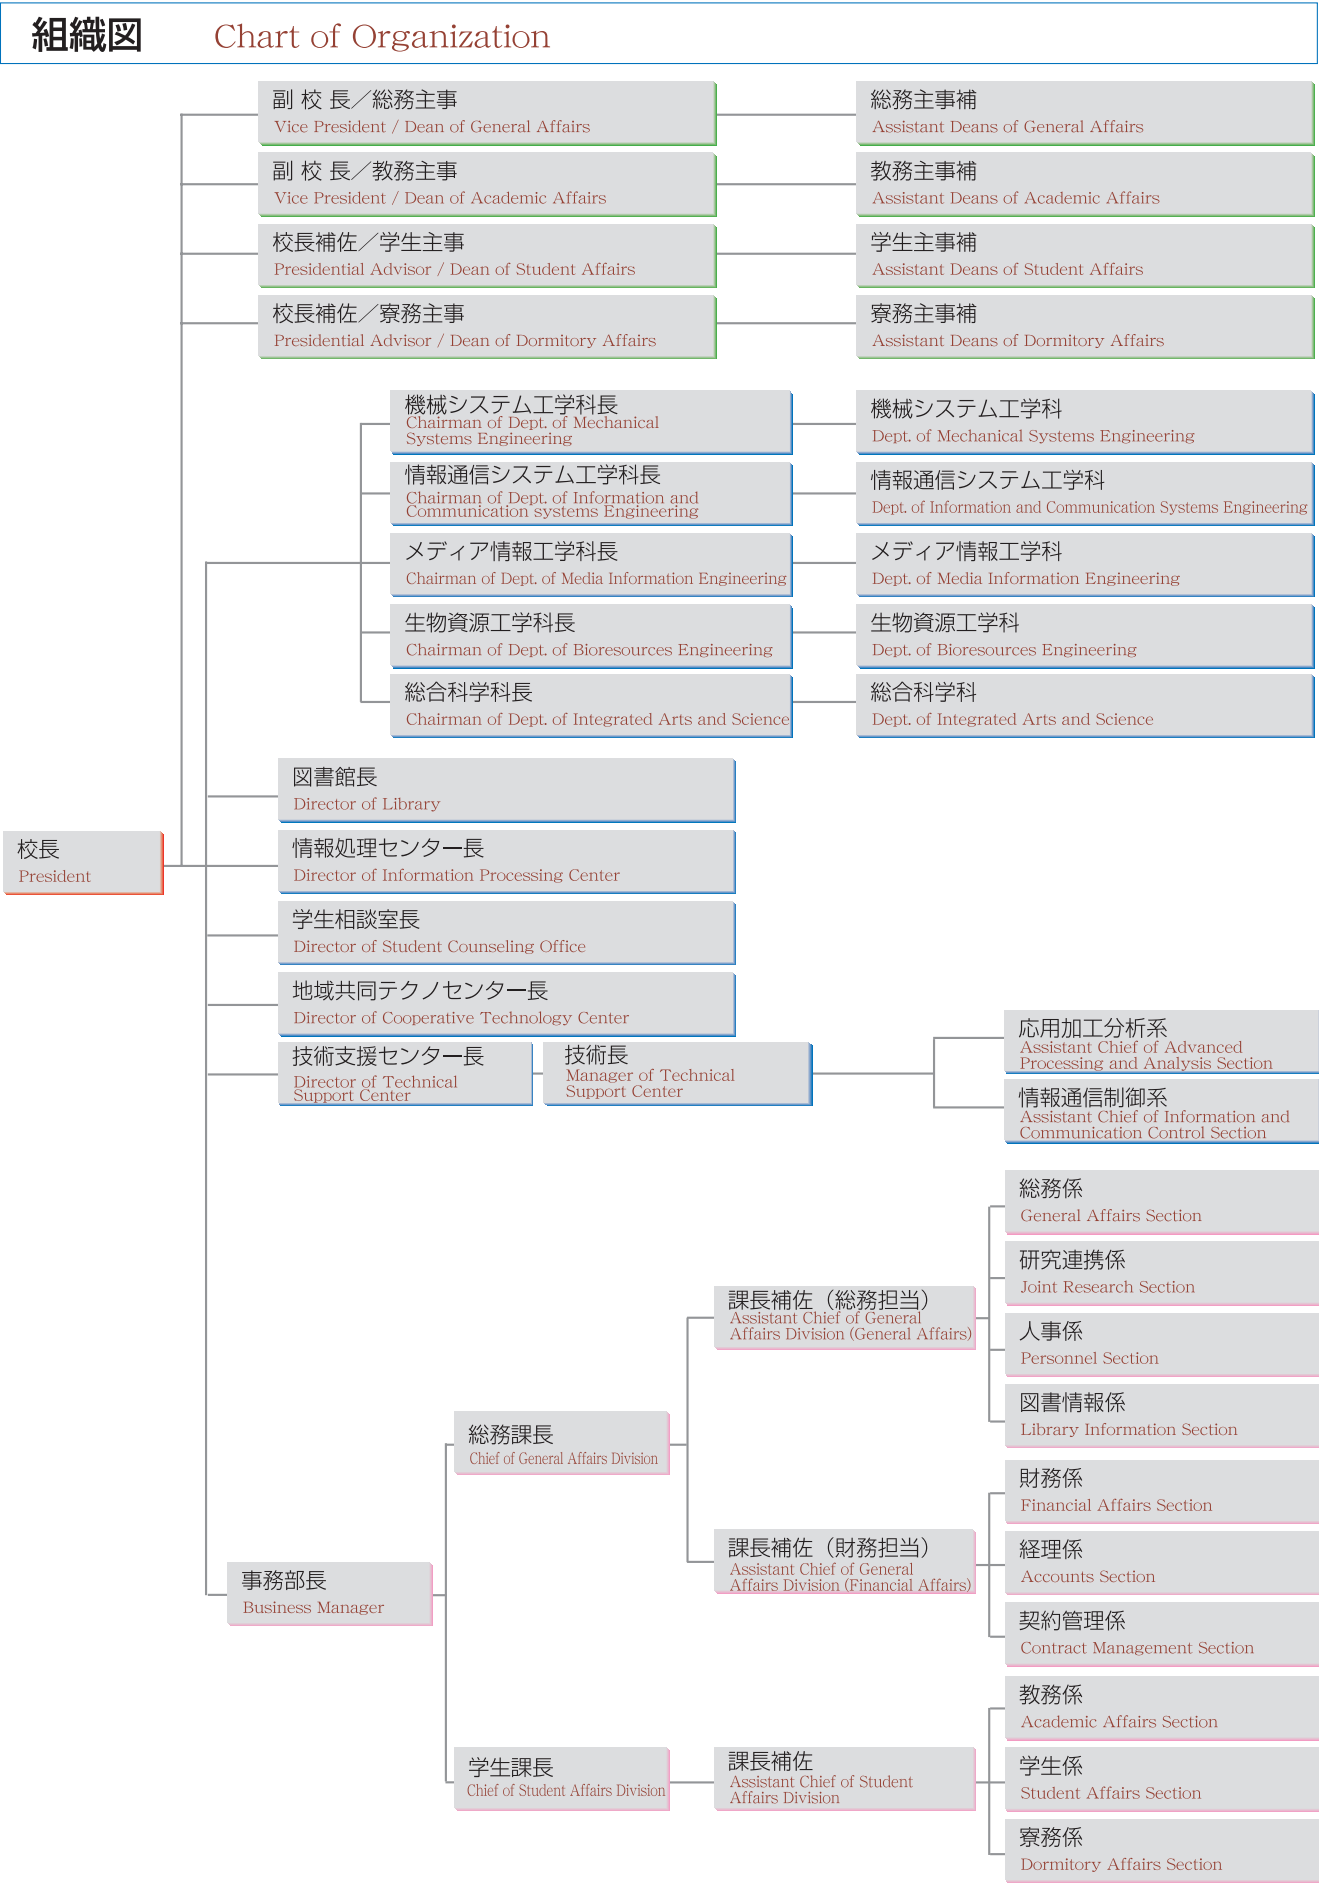 組織図 Chart of Organization
副 校 長／総務主事
Vice President / Dean of General Affairs
総務主事補
Assistant Deans of General Affairs
副 校 長／教務主事
Vice President / Dean of Academic Affairs
教務主事補
Assistant Deans of Academic Affairs
校長補佐／学生主事
Presidential Advisor / Dean of Student Affairs
学生主事補
Assistant Deans of Student Affairs
校長補佐／寮務主事
Presidential Advisor / Dean of Dormitory Affairs
寮務主事補
Assistant Deans of Dormitory Affairs
機械システム工学科長
Chairman of Dept. of Mechanical
Systems Engineering
機械システム工学科
Dept. of Mechanical Systems Engineering
情報通信システム工学科長
Chairman of Dept. of Information and
Communication systems Engineering
情報通信システム工学科
Dept. of Information and Communication Systems Engineering
メディア情報工学科長
Chairman of Dept. of Media Information Engineering
メディア情報工学科
Dept. of Media Information Engineering
生物資源工学科長
Chairman of Dept. of Bioresources Engineering
生物資源工学科
Dept. of Bioresources Engineering
総合科学科長
Chairman of Dept. of Integrated Arts and Science
総合科学科
Dept. of Integrated Arts and Science
図書館長
Director of Library
校長
President
情報処理センター長
Director of Information Processing Center
学生相談室長
Director of Student Counseling Office
地域共同テクノセンター長
Director of Cooperative Technology Center
技術支援センター長
Director of Technical
Support Center
技術長
Manager of Technical
Support Center
応用加工分析系
Assistant Chief of Advanced
Processing and Analysis Section
情報通信制御系
Assistant Chief of Information and
Communication Control Section
事務部長
Business Manager
総務課長
Chief of General Affairs Division
課長補佐（総務担当）
Assistant Chief of General
Affairs Division (General Affairs)
総務係
General Affairs Section
研究連携係
Joint Research Section
人事係
Personnel Section
図書情報係
Library Information Section
課長補佐（財務担当）
Assistant Chief of General
Affairs Division (Financial Affairs)
財務係
Financial Affairs Section
経理係
Accounts Section
契約管理係
Contract Management Section
学生課長
Chief of Student Affairs Division
課長補佐
Assistant Chief of Student
Affairs Division
教務係
Academic Affairs Section
学生係
Student Affairs Section
寮務係
Dormitory Affairs Section